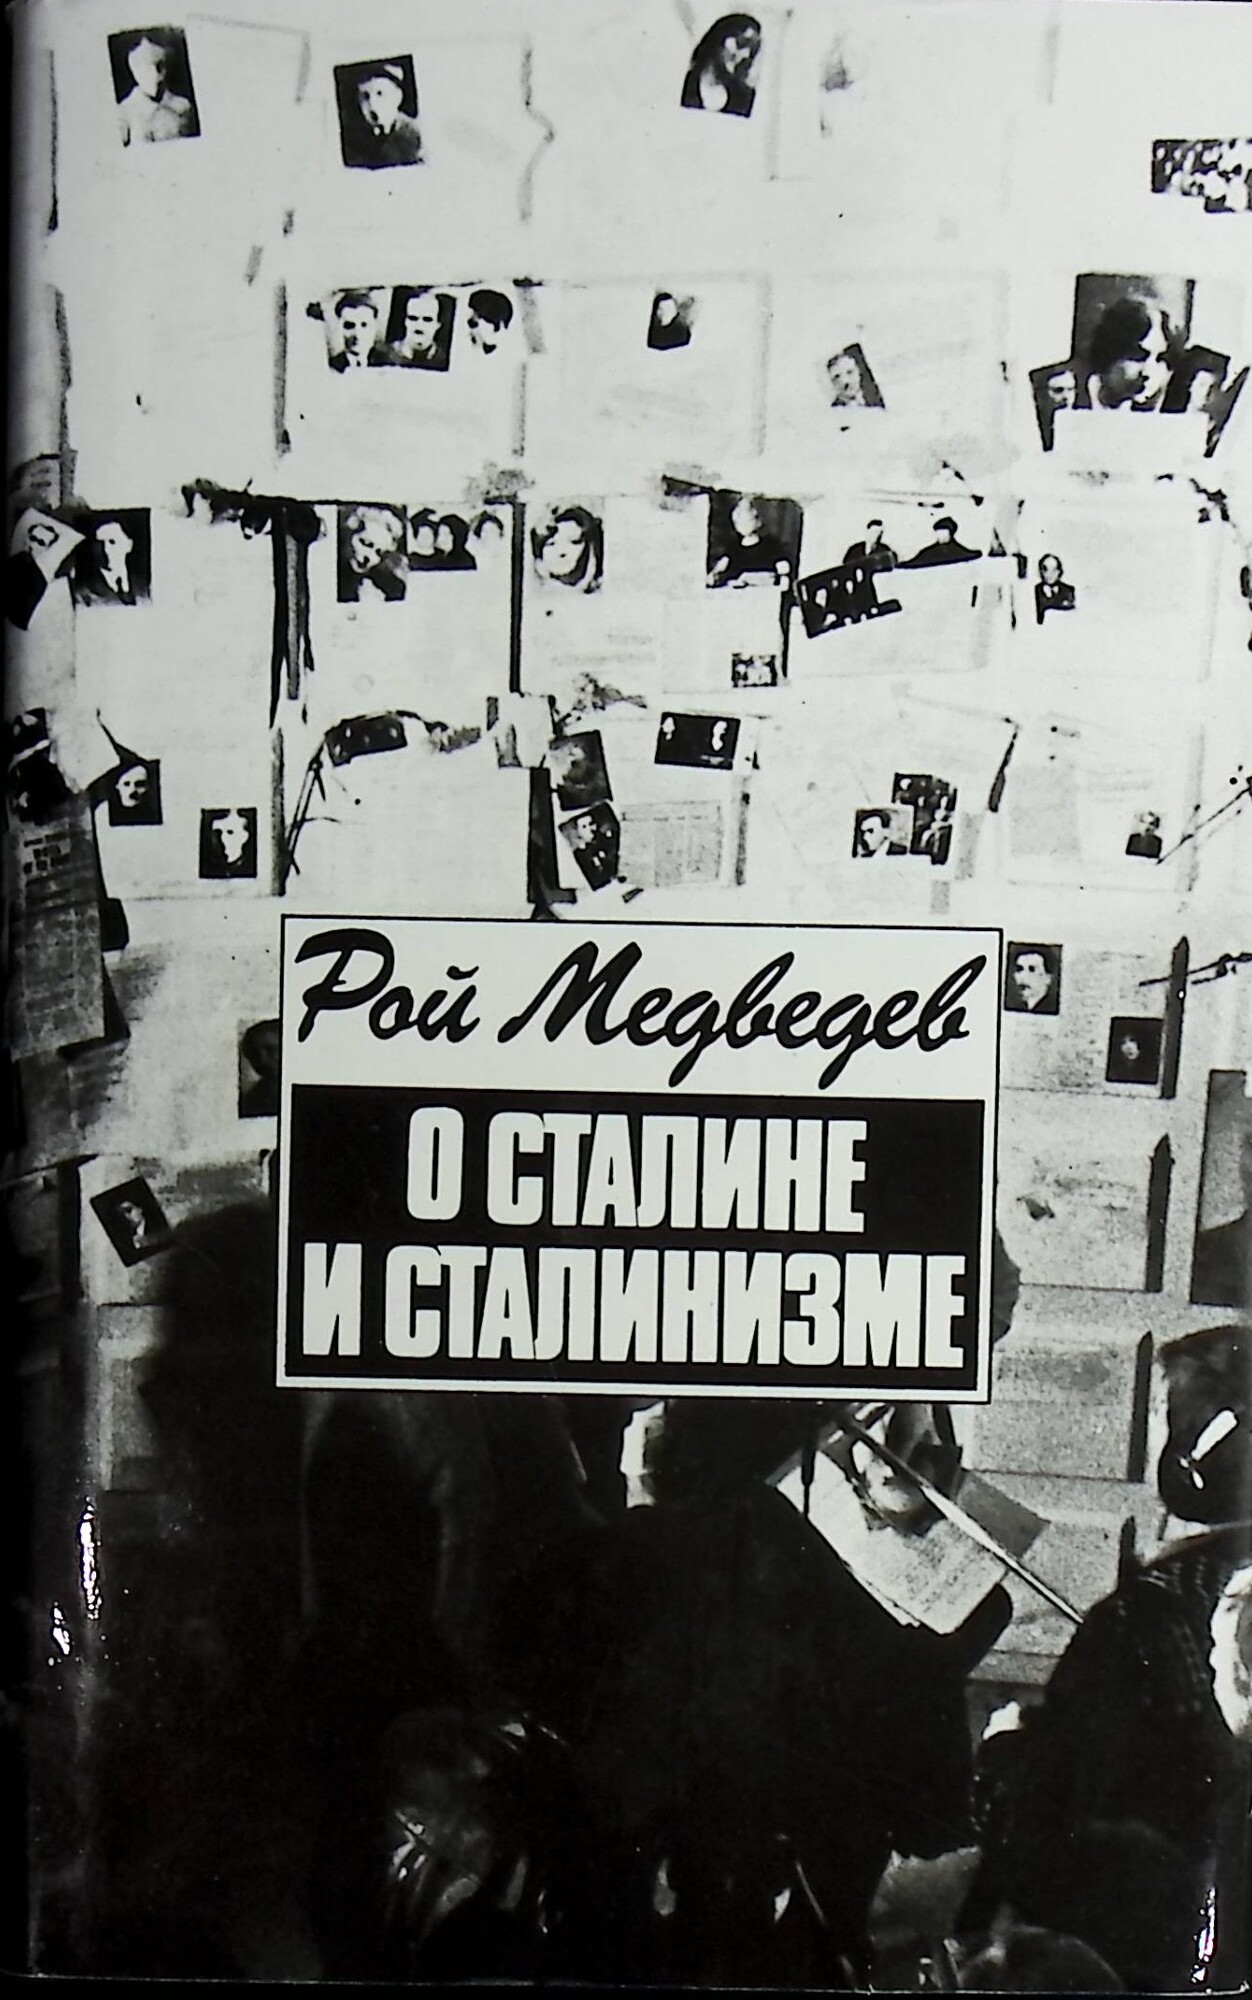 Рой Медведев
О СТАЛИНЕ
И СТАЛИНИЗМЕ